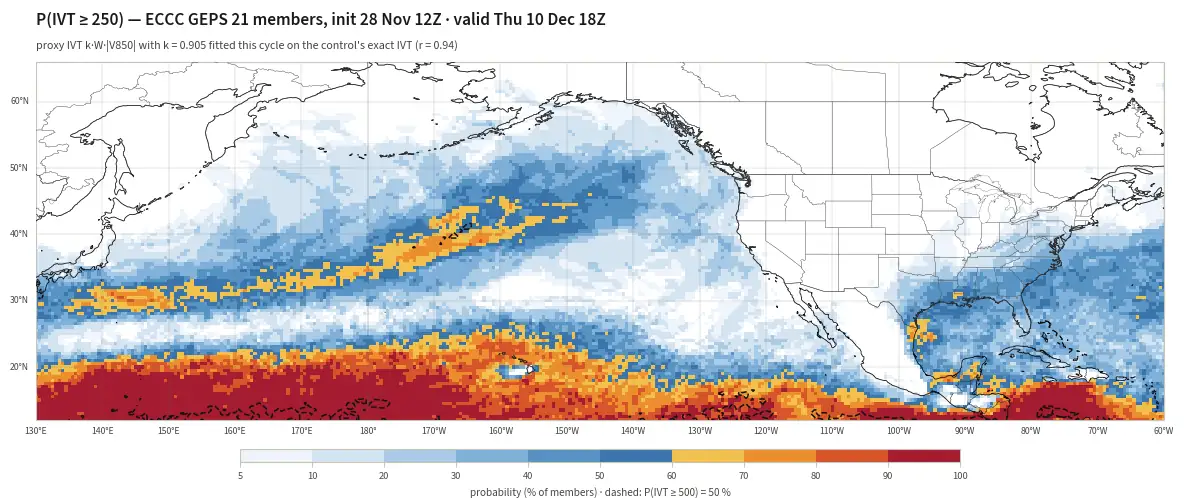 P(IVT ≥ 250) — ECCC GEPS 21 members, init 28 Nov 12Z · valid Thu 10 Dec 18Z
proxy IVT k·W·|V850| with k = 0.905 fitted this cycle on the control's exact IVT (r = 0.94)
60°N
50°N
40°N
30°N
20°N
130°E 140°E 150°E 160°E 170°E 180° 170°W 160°W 150°W 140°W 130°W 120°W 110°W 100°W 90°W 80°W 70°W 60°W
5 10 20 30 40 50 60 70 80 90 100
probability (% of members) · dashed: P(IVT ≥ 500) = 50 %